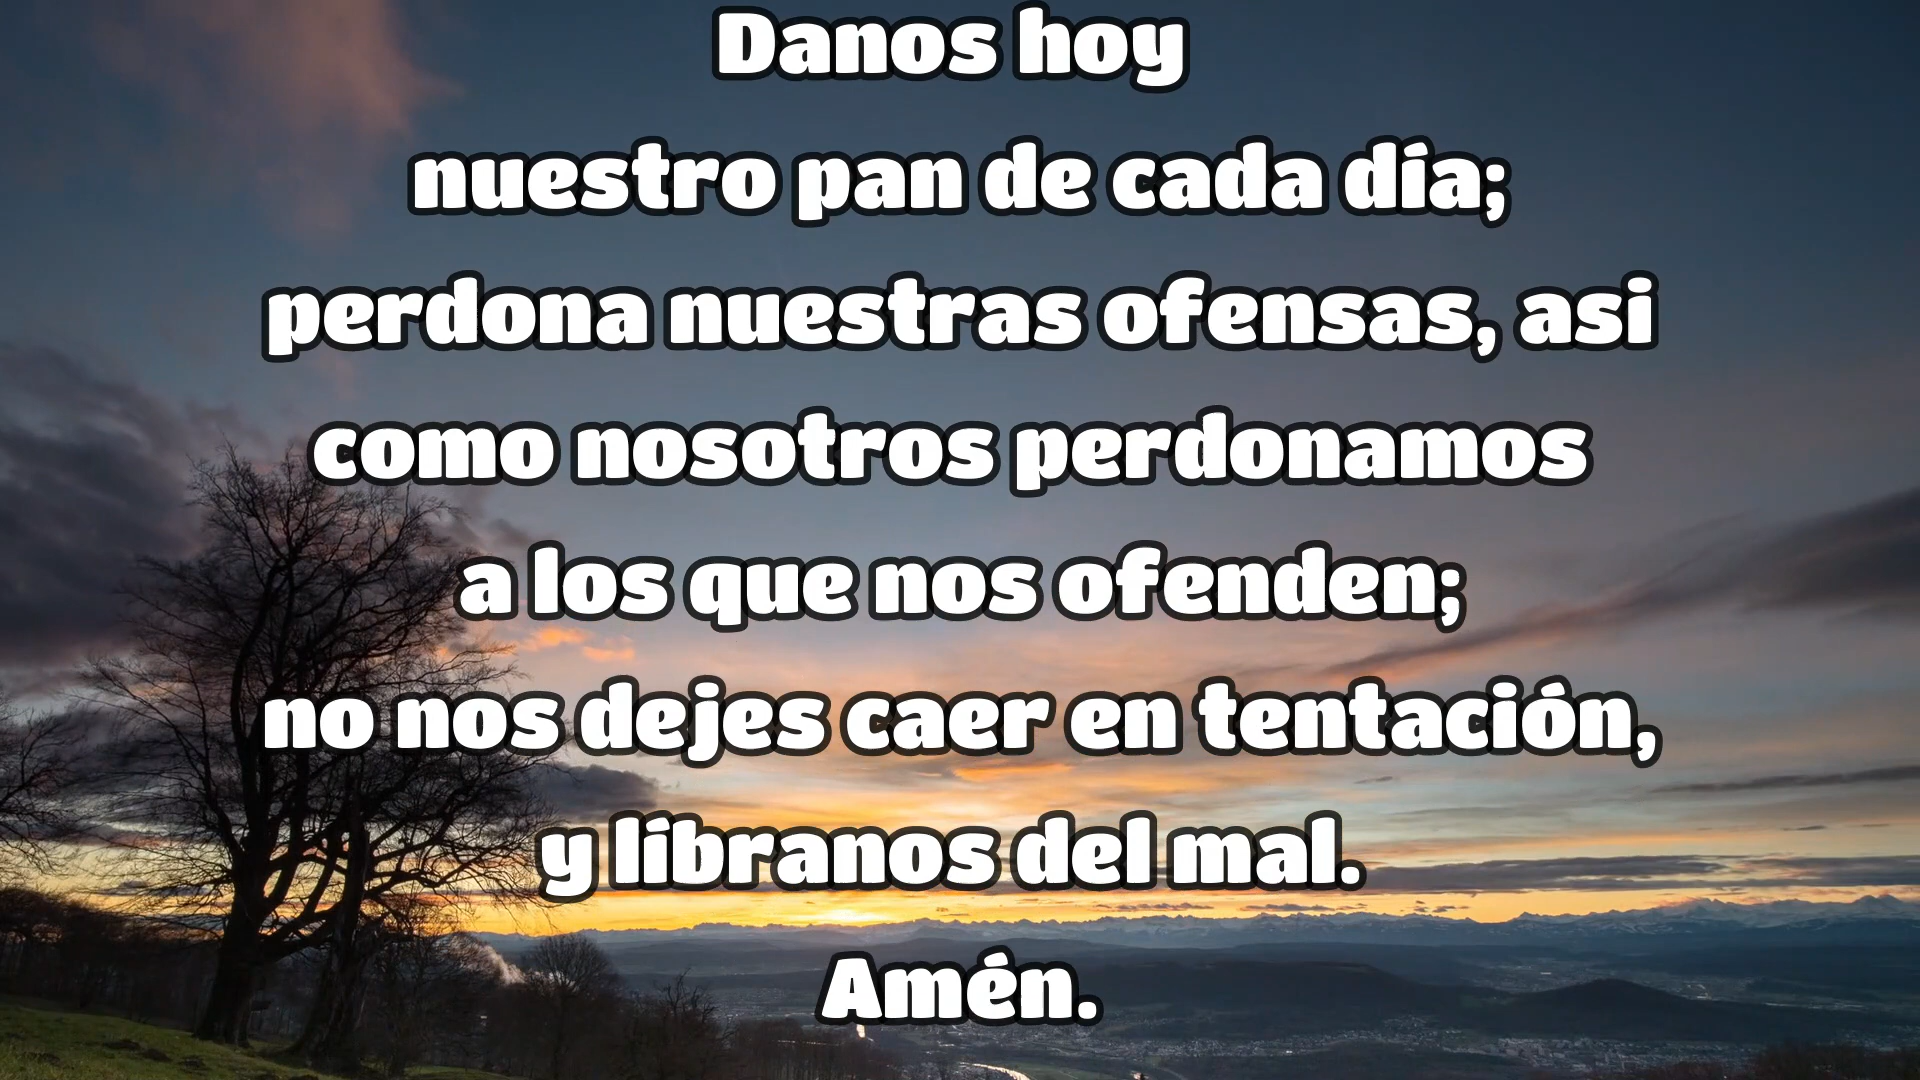 Danos hoy
nuestro pan de cada día;
perdona nuestras ofensas, asi
como nosotros perdonamos
a los que nos ofenden;
no nos dejes caer en tentación,
y líbranos del mal.
Amén.